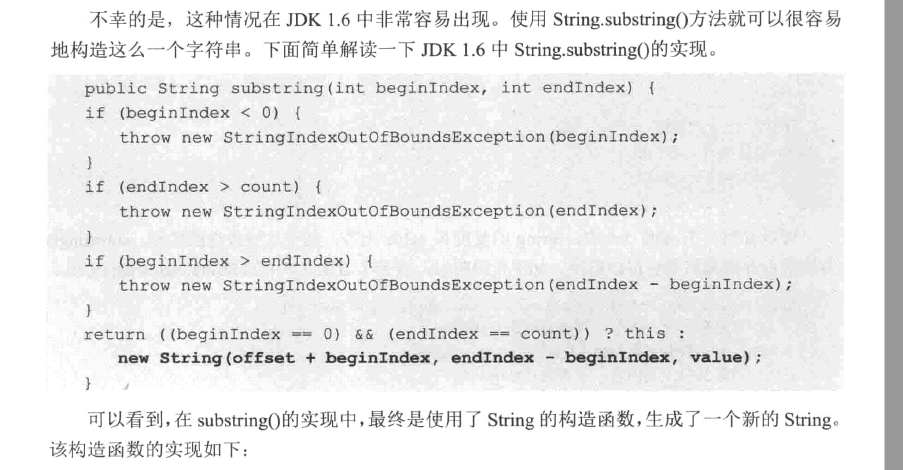 不幸的是，这种情况在 JDK 1.6 中非常容易出现。使用 String.substring()方法就可以很容易
地构造这么一个字符串。下面简单解读一下 JDK 1.6 中 String.substring()的实现。
public String substring(int beginIndex, int endIndex) {
if (beginIndex < 0) {
throw new StringIndexOutOfBoundsException(beginIndex);
}
if (endIndex > count) {
throw new StringIndexOutOfBoundsException(endIndex);
}
if (beginIndex > endIndex) {
throw new StringIndexOutOfBoundsException(endIndex - beginIndex);
}
return ((beginIndex == 0) && (endIndex == count)) ? this :
new String(offset + beginIndex, endIndex - beginIndex, value);
}
可以看到，在 substring()的实现中，最终是使用了 String 的构造函数，生成了一个新的 String。
该构造函数的实现如下：